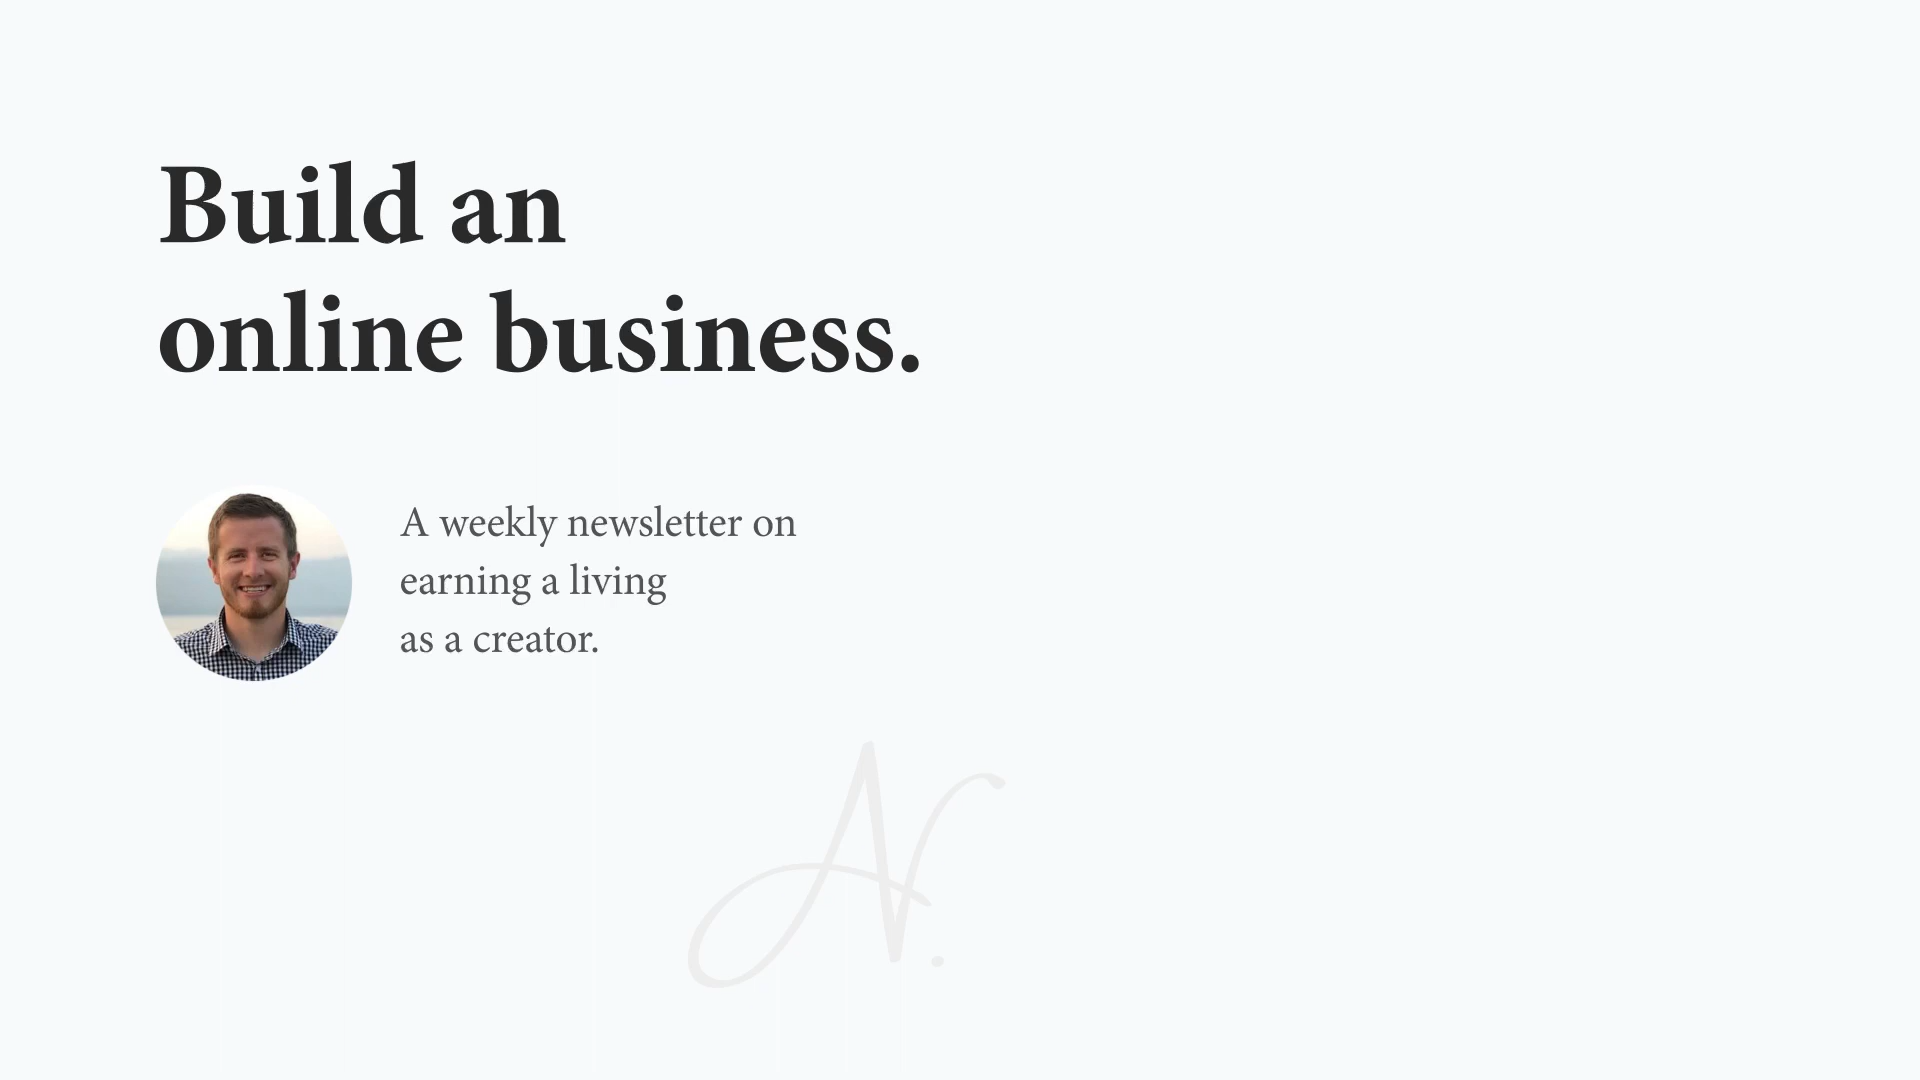 Build an
online business.
A weekly newsletter on
earning a living
as a creator.
N.